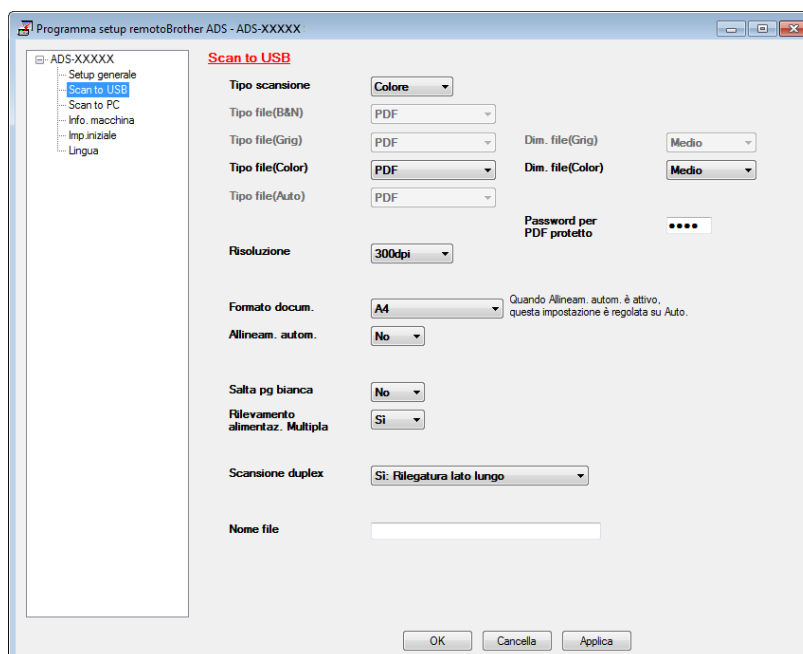 Programma setup remotoBrother ADS - ADS-XXXXX
ADS-XXXXX
Setup generale
Scan to USB
Scan to PC
Info. macchina
Imp.iniziale
Lingua
Scan to USB
Tipo scansione Colore
Tipo file(B&N) PDF
Tipo file(Grig) PDF Dim. file(Grig) Medio
Tipo file(Color) PDF Dim. file(Color) Medio
Tipo file(Auto) PDF
Password per
PDF protetto ••••
Risoluzione 300dpi
Formato docum. A4 Quando Allineam. autom. è attivo,
questa impostazione è regolata su Auto.
Allineam. autom. No
Salta pg bianca No
Rilevamento
alimentaz. Multipla Sì
Scansione duplex Sì: Rilegatura lato lungo
Nome file
OK Cancella Applica